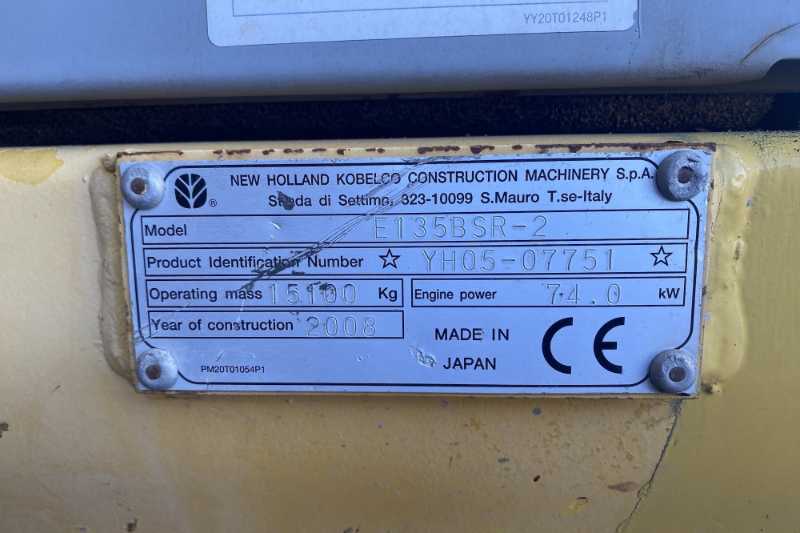 YY20T01248P1
NEW HOLLAND KOBELCO CONSTRUCTION MACHINERY S.p.A.
Strada di Settimo, 323-10099 S.Mauro T.se-Italy
®
Model E135BSR-2
Product Identification Number ☆ YH05-07751 ☆
Operating mass 15100 Kg Engine power 74.0 kW
Year of construction 2008
MADE IN JAPAN
CE
PM20T01054P1